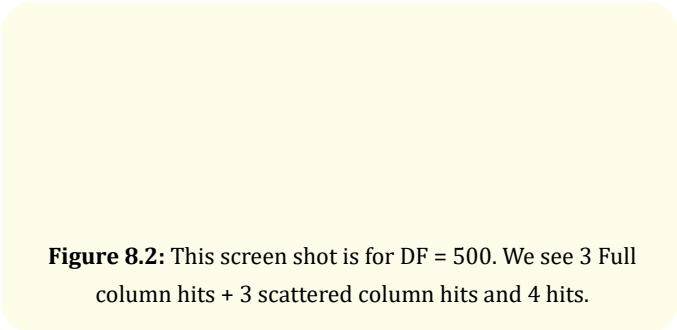 Figure 8.2: This screen shot is for DF = 500. We see 3 Full
column hits + 3 scattered column hits and 4 hits.